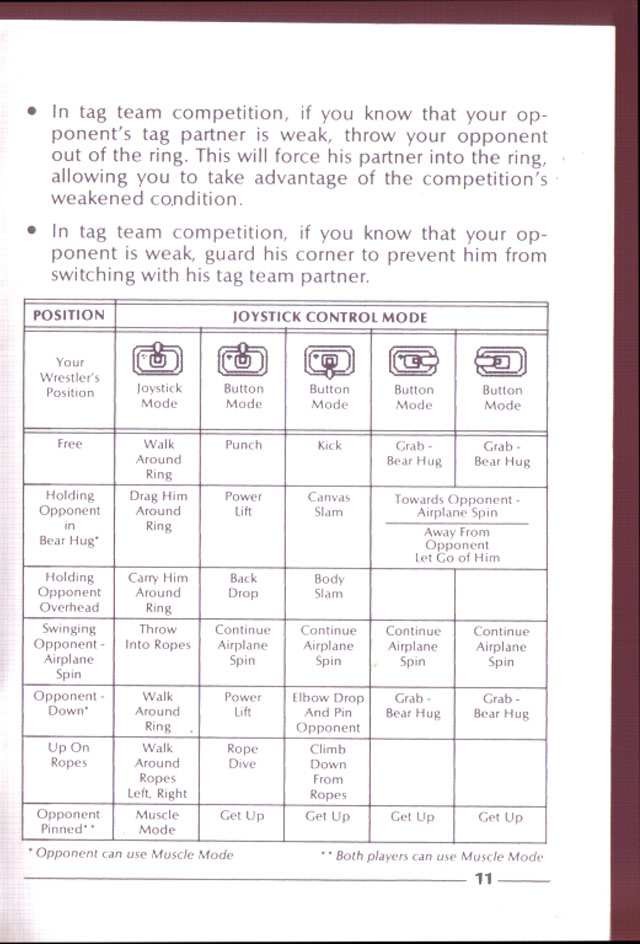 • In tag team competition, if you know that your op-
ponent's tag partner is weak, throw your opponent
out of the ring. This will force his partner into the ring,
allowing you to take advantage of the competition's
weakened condition.
• In tag team competition, if you know that your op-
ponent is weak, guard his corner to prevent him from
switching with his tag team partner.
POSITION JOYSTICK CONTROL MODE
Your
Wrestler's
Position
Joystick
Mode
Button
Mode
Button
Mode
Button
Mode
Button
Mode
Free
Walk
Around
Ring
Punch
Kick
Grab -
Bear Hug
Grab -
Bear Hug
Holding
Opponent
in
Bear Hug*
Drag Him
Around
Ring
Power
Lift
Canvas
Slam
Towards Opponent -
Airplane Spin
Away From
Opponent
Let Go of Him
Holding
Opponent
Overhead
Carry Him
Around
Ring
Back
Drop
Body
Slam
Swinging
Opponent -
Airplane
Spin
Throw
Into Ropes
Continue
Airplane
Spin
Continue
Airplane
Spin
Continue
Airplane
Spin
Continue
Airplane
Spin
Opponent -
Down*
Walk
Around
Ring
Power
Lift
Elbow Drop
And Pin
Opponent
Grab -
Bear Hug
Grab -
Bear Hug
Up On
Ropes
Walk
Around
Ropes
Left, Right
Rope
Dive
Climb
Down
From
Ropes
Opponent
Pinned**
Muscle
Mode
Get Up
Get Up
Get Up
Get Up
* Opponent can use Muscle Mode
** Both players can use Muscle Mode
11